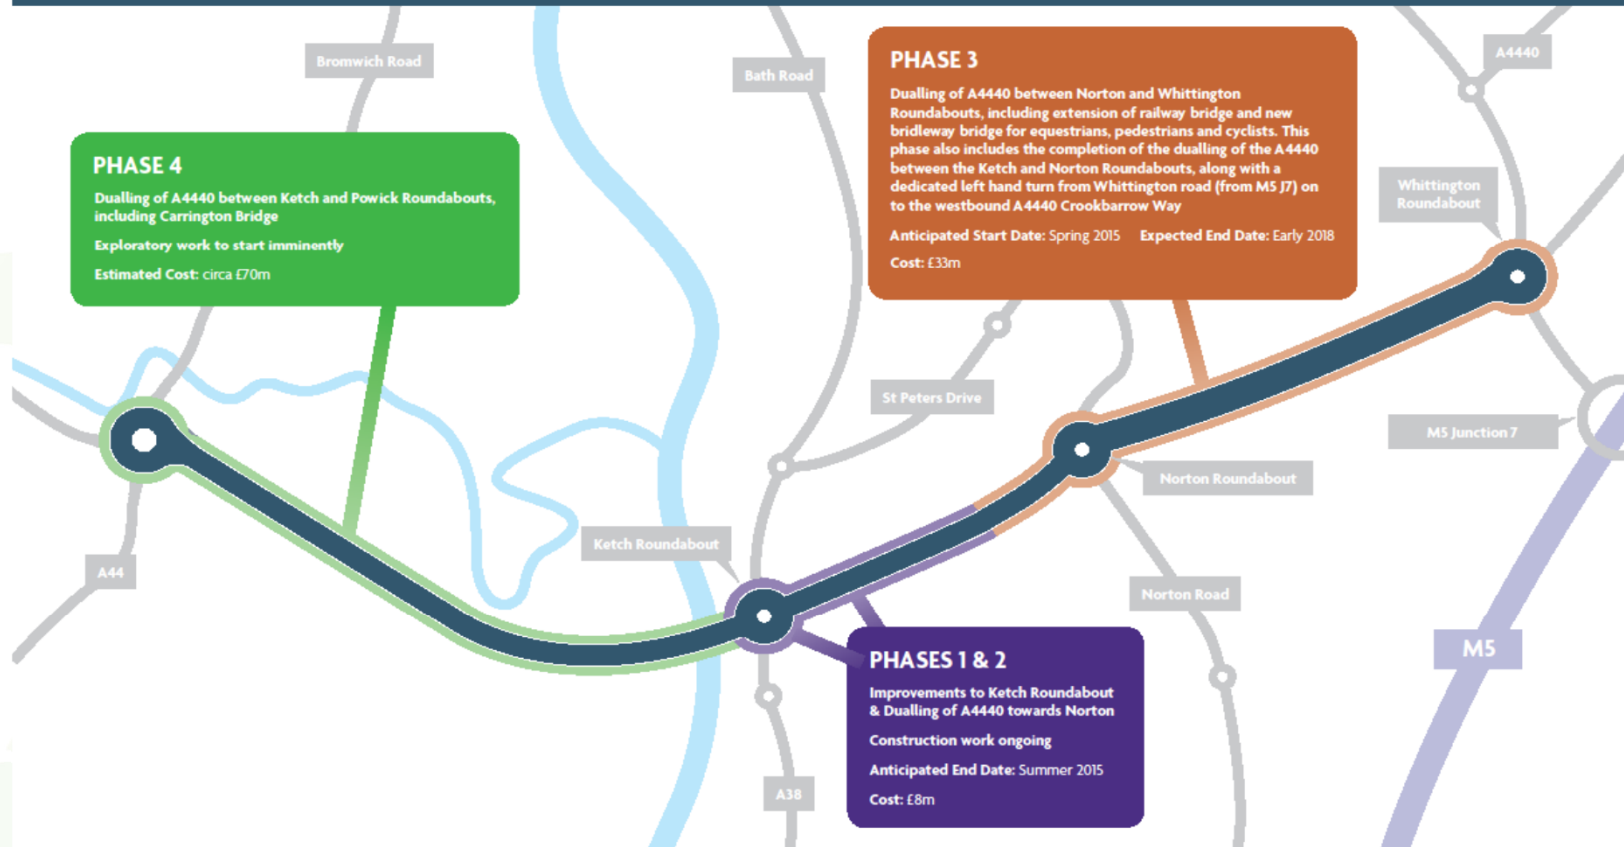 Bromwich Road
Bath Road
A4440
PHASE 3
Dualling of A4440 between Norton and Whittington
Roundabouts, including extension of railway bridge and new
bridleway bridge for equestrians, pedestrians and cyclists. This
phase also includes the completion of the dualling of the A4440
between the Ketch and Norton Roundabouts, along with a
dedicated left hand turn from Whittington road (from M5 J7) on
to the westbound A4440 Crookbarrow Way
Anticipated Start Date: Spring 2015 Expected End Date: Early 2018
Cost: £33m
PHASE 4
Dualling of A4440 between Ketch and Powick Roundabouts,
including Carrington Bridge
Exploratory work to start imminently
Estimated Cost: circa £70m
Whittington
Roundabout
St Peters Drive
M5 Junction 7
Norton Roundabout
Ketch Roundabout
A44
Norton Road
M5
PHASES 1 & 2
Improvements to Ketch Roundabout
& Dualling of A4440 towards Norton
Construction work ongoing
Anticipated End Date: Summer 2015
Cost: £8m
A38